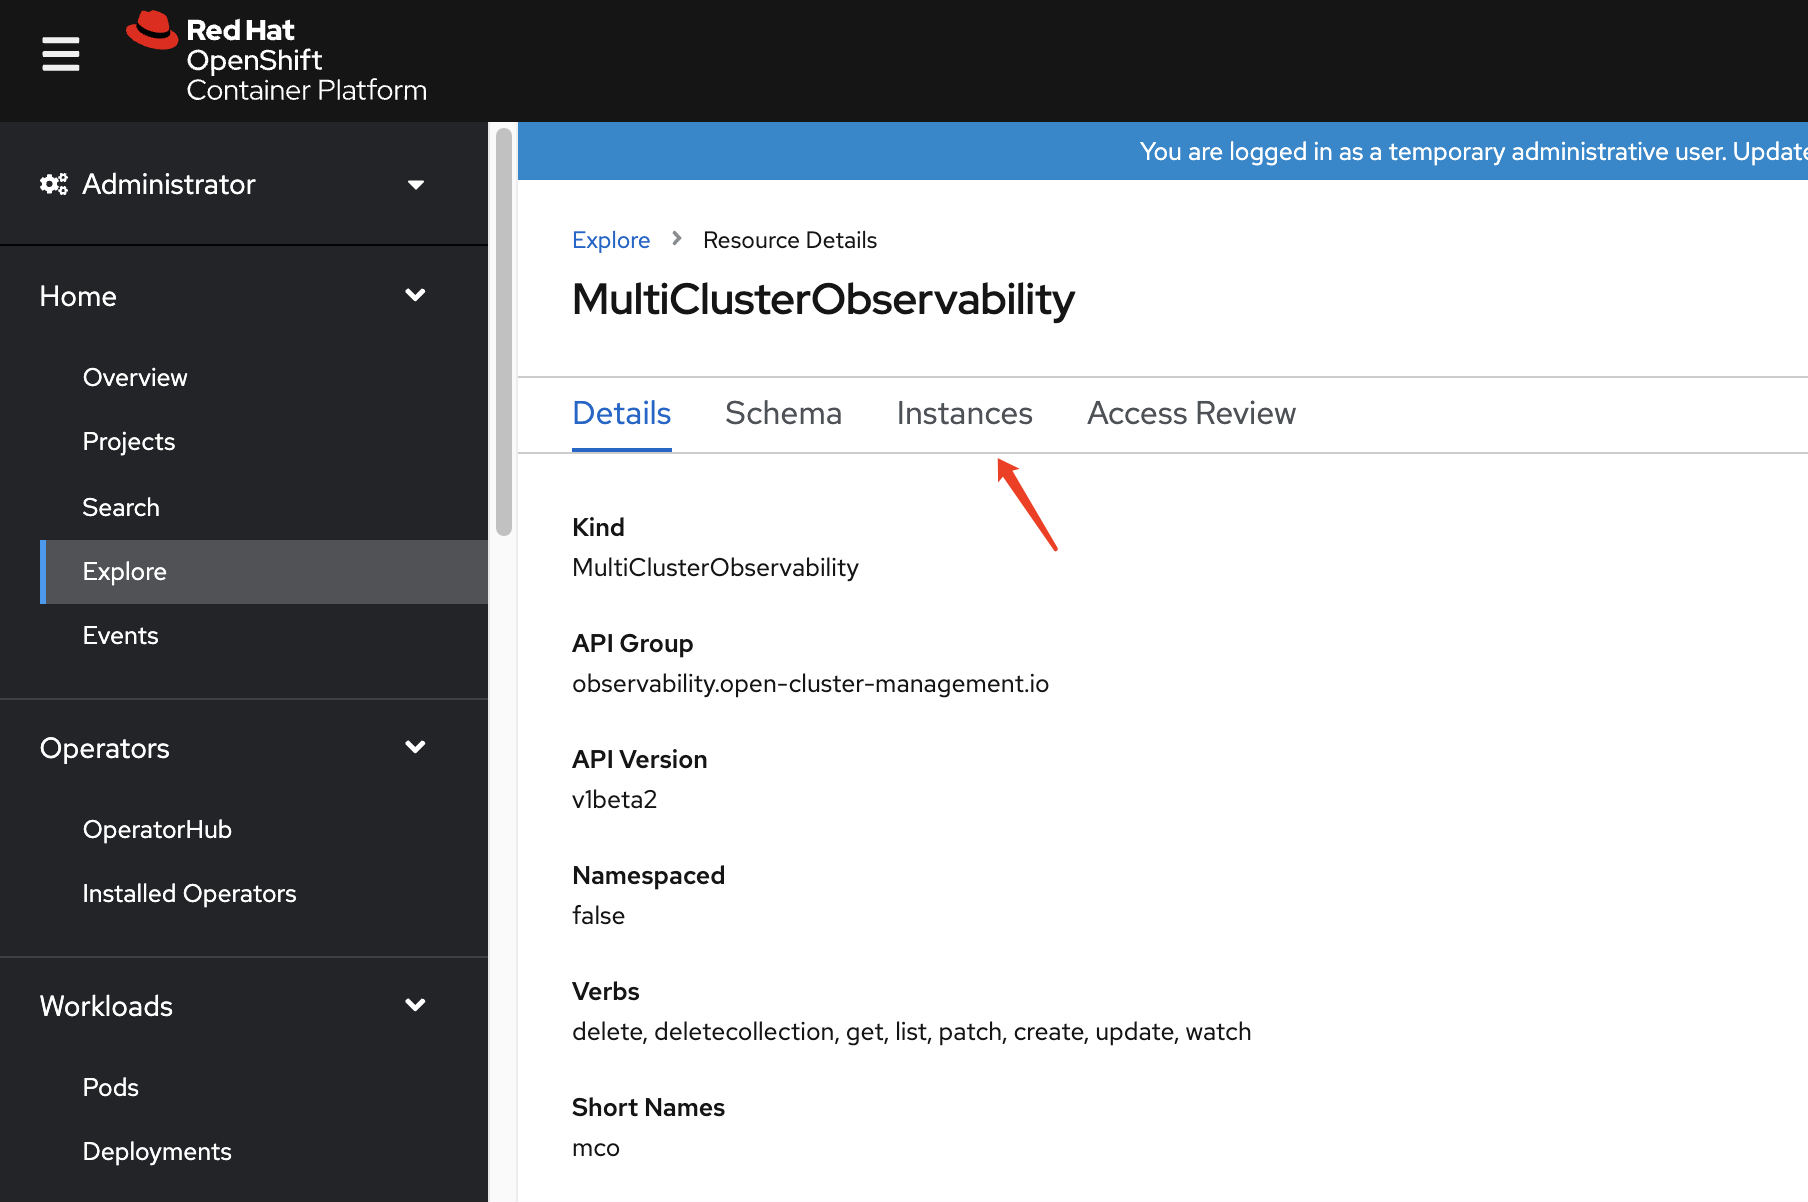 Red Hat
OpenShift
Container Platform
You are logged in as a temporary administrative user. Update
Administrator
Home
Overview
Projects
Search
Explore
Events
Operators
OperatorHub
Installed Operators
Workloads
Pods
Deployments
Explore > Resource Details
MultiClusterObservability
Details Schema Instances Access Review
Kind
MultiClusterObservability
API Group
observability.open-cluster-management.io
API Version
v1beta2
Namespaced
false
Verbs
delete, deletecollection, get, list, patch, create, update, watch
Short Names
mco